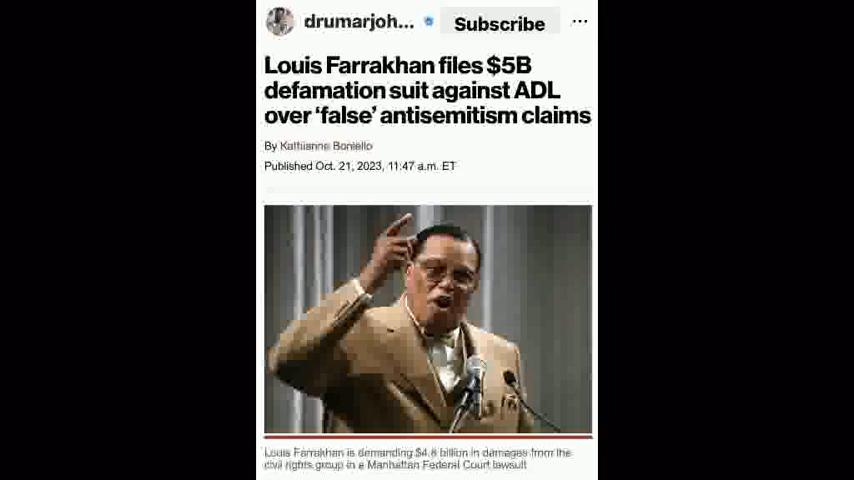 drumarjoh...
Subscribe
Louis Farrakhan files $5B
defamation suit against ADL
over ‘false’ antisemitism claims
By Kathianne Boniello
Published Oct. 21, 2023, 11:47 a.m. ET
Louis Farrakhan is demanding $4.8 billion in damages from the
civil rights group in a Manhattan Federal Court lawsuit